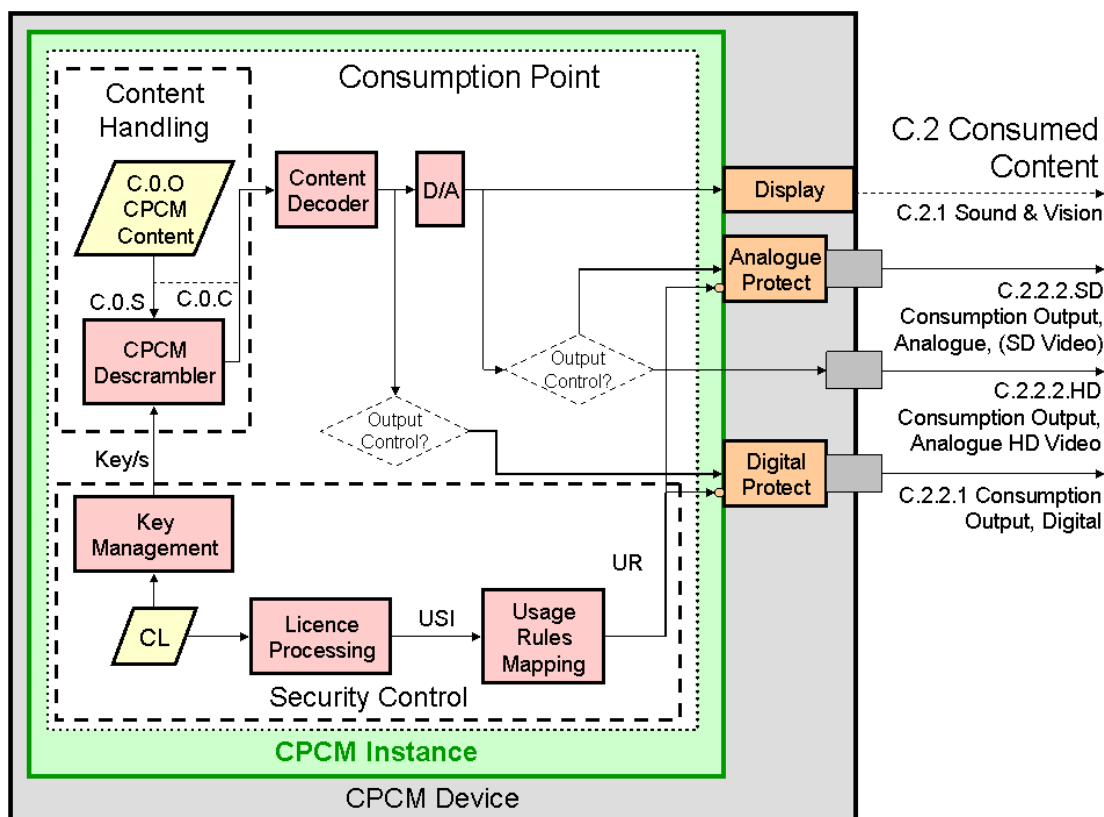 Consumption Point
Content
Handling
C.0.O
CPCM
Content
C.0.S
C.0.C
CPCM
Descrambler
Key/s
Content
Decoder
D/A
Output
Control?
Output
Control?
Display
Analogue
Protect
Digital
Protect
C.2 Consumed
Content
C.2.1 Sound & Vision
C.2.2.2.SD
Consumption Output,
Analogue, (SD Video)
C.2.2.2.HD
Consumption Output,
Analogue HD Video
C.2.2.1 Consumption
Output, Digital
Key
Management
CL
Licence
Processing
USI
Usage
Rules
Mapping
UR
Security Control
CPCM Instance
CPCM Device